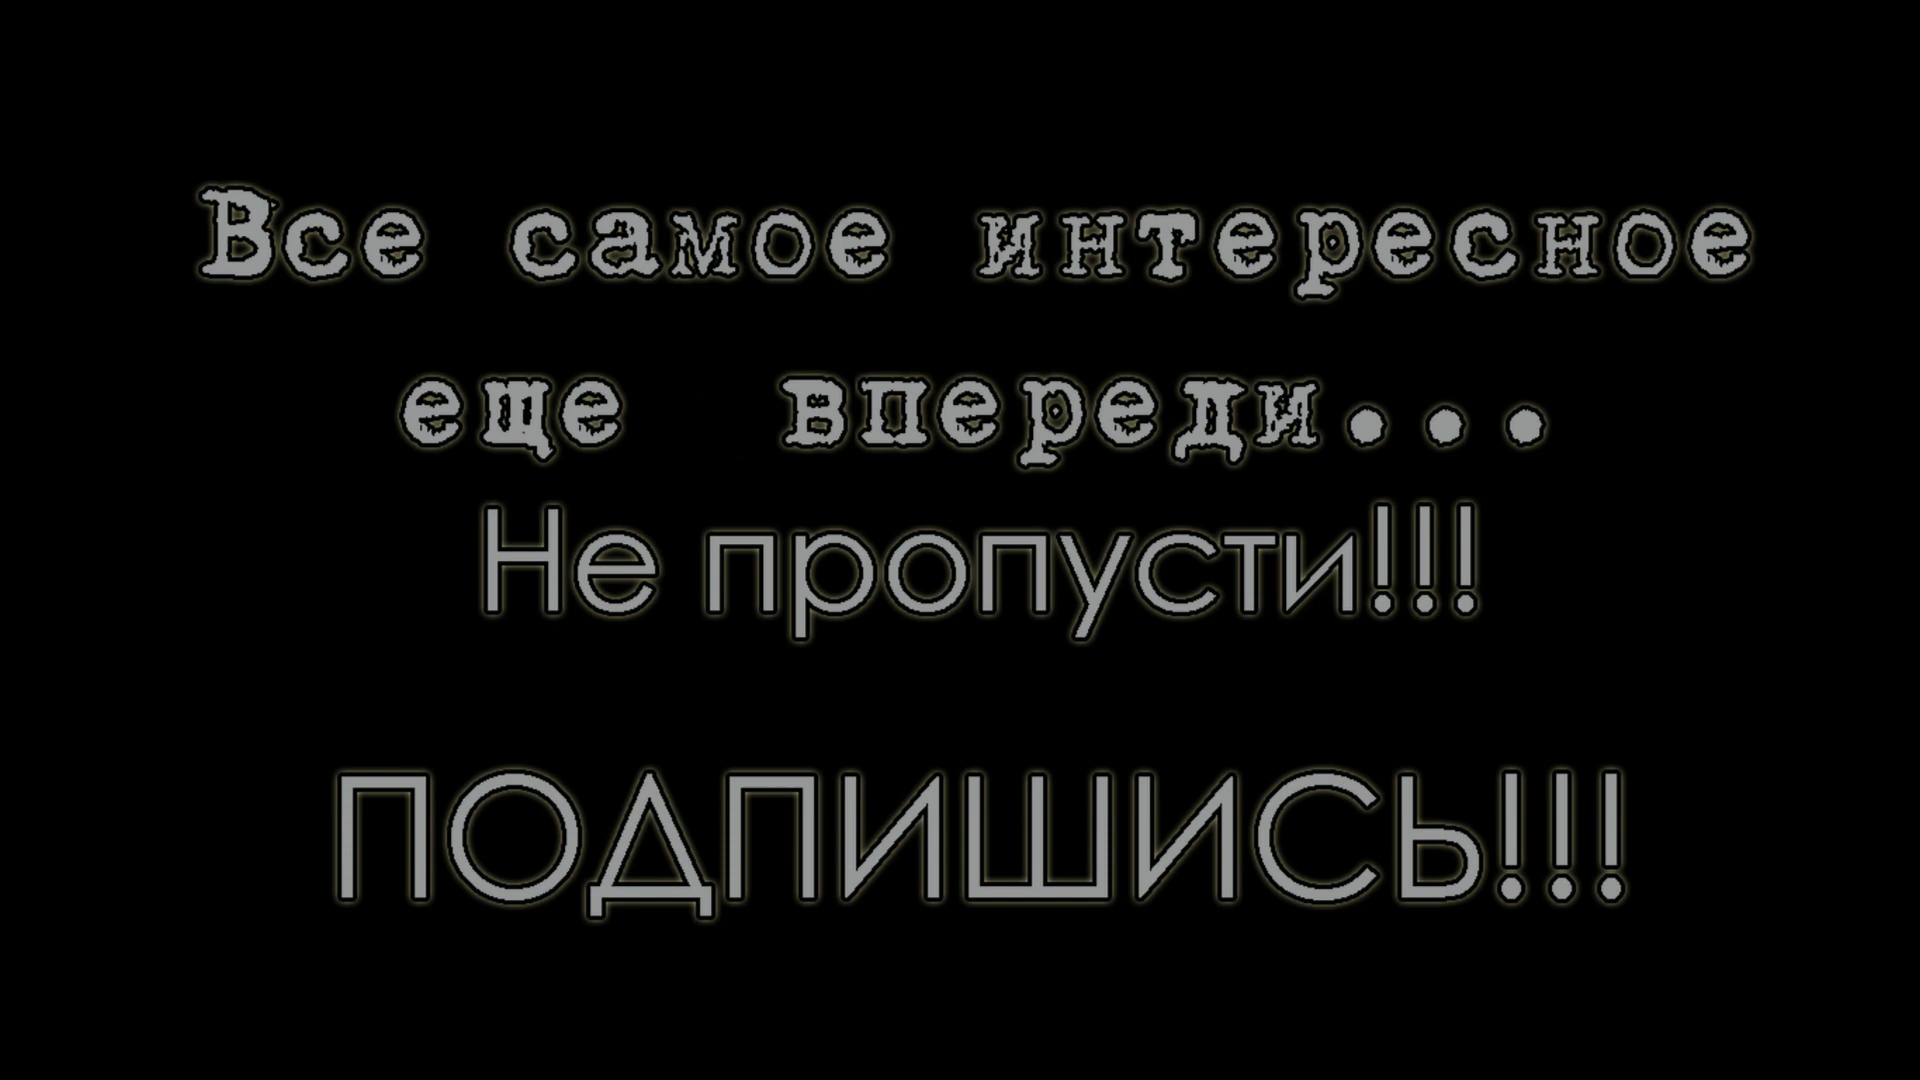 Все самое интересное
еще впереди...
Не пропусти!!!
ПОДПИШИСЬ!!!